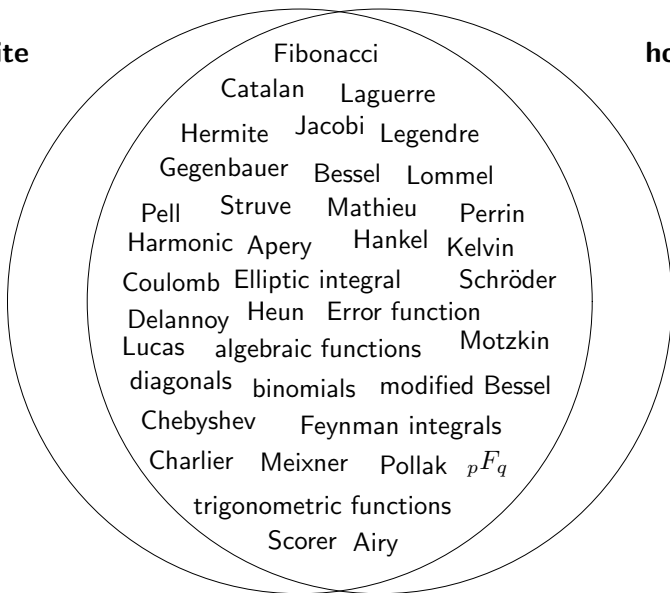 ite ho
Fibonacci
Catalan Laguerre
Hermite Jacobi Legendre
Gegenbauer Bessel Lommel
Pell Struve Mathieu Perrin
Harmonic Apery Hankel Kelvin
Coulomb Elliptic integral Schröder
Delannoy Heun Error function
Lucas algebraic functions Motzkin
diagonals binomials modified Bessel
Chebyshev Feynman integrals
Charlier Meixner Pollak pFq
trigonometric functions
Scorer Airy